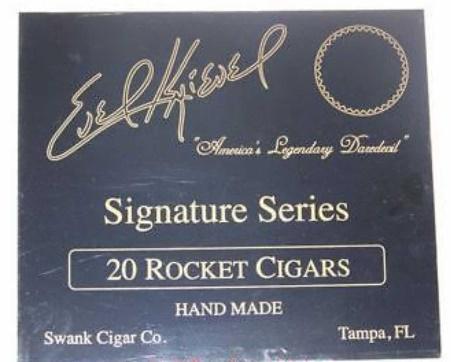 Evel Knievel
"America's Legendary Daredevil"
Signature Series
20 ROCKET CIGARS
HAND MADE
Swank Cigar Co.
Tampa, FL